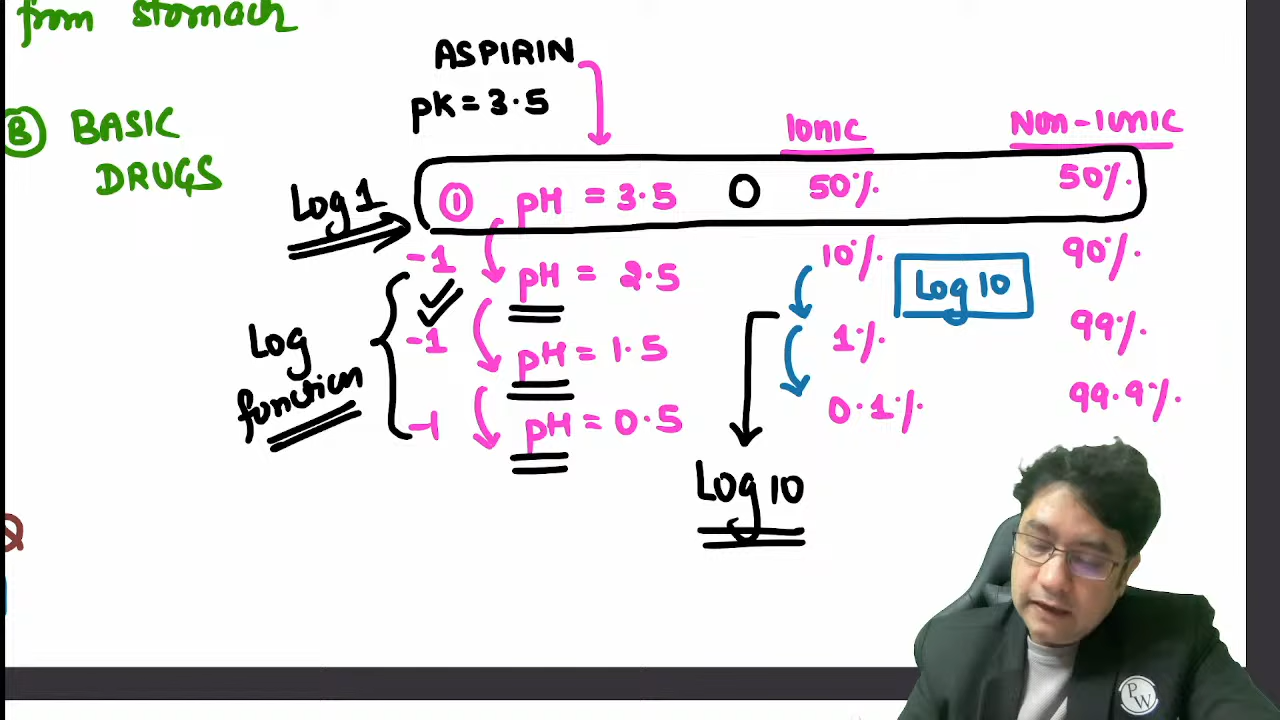 from stomach
ASPIRIN
pk = 3.5
B BASIC
DRUGS
Ionic
Non-Ionic
Log 1
① pH = 3.5 0 50% 50%
-1 pH = 2.5 10% 90%
Log 10
-1 pH = 1.5 1% 99%
Log
function
-1 pH = 0.5 0.1% 99.9%
Log 10
PW